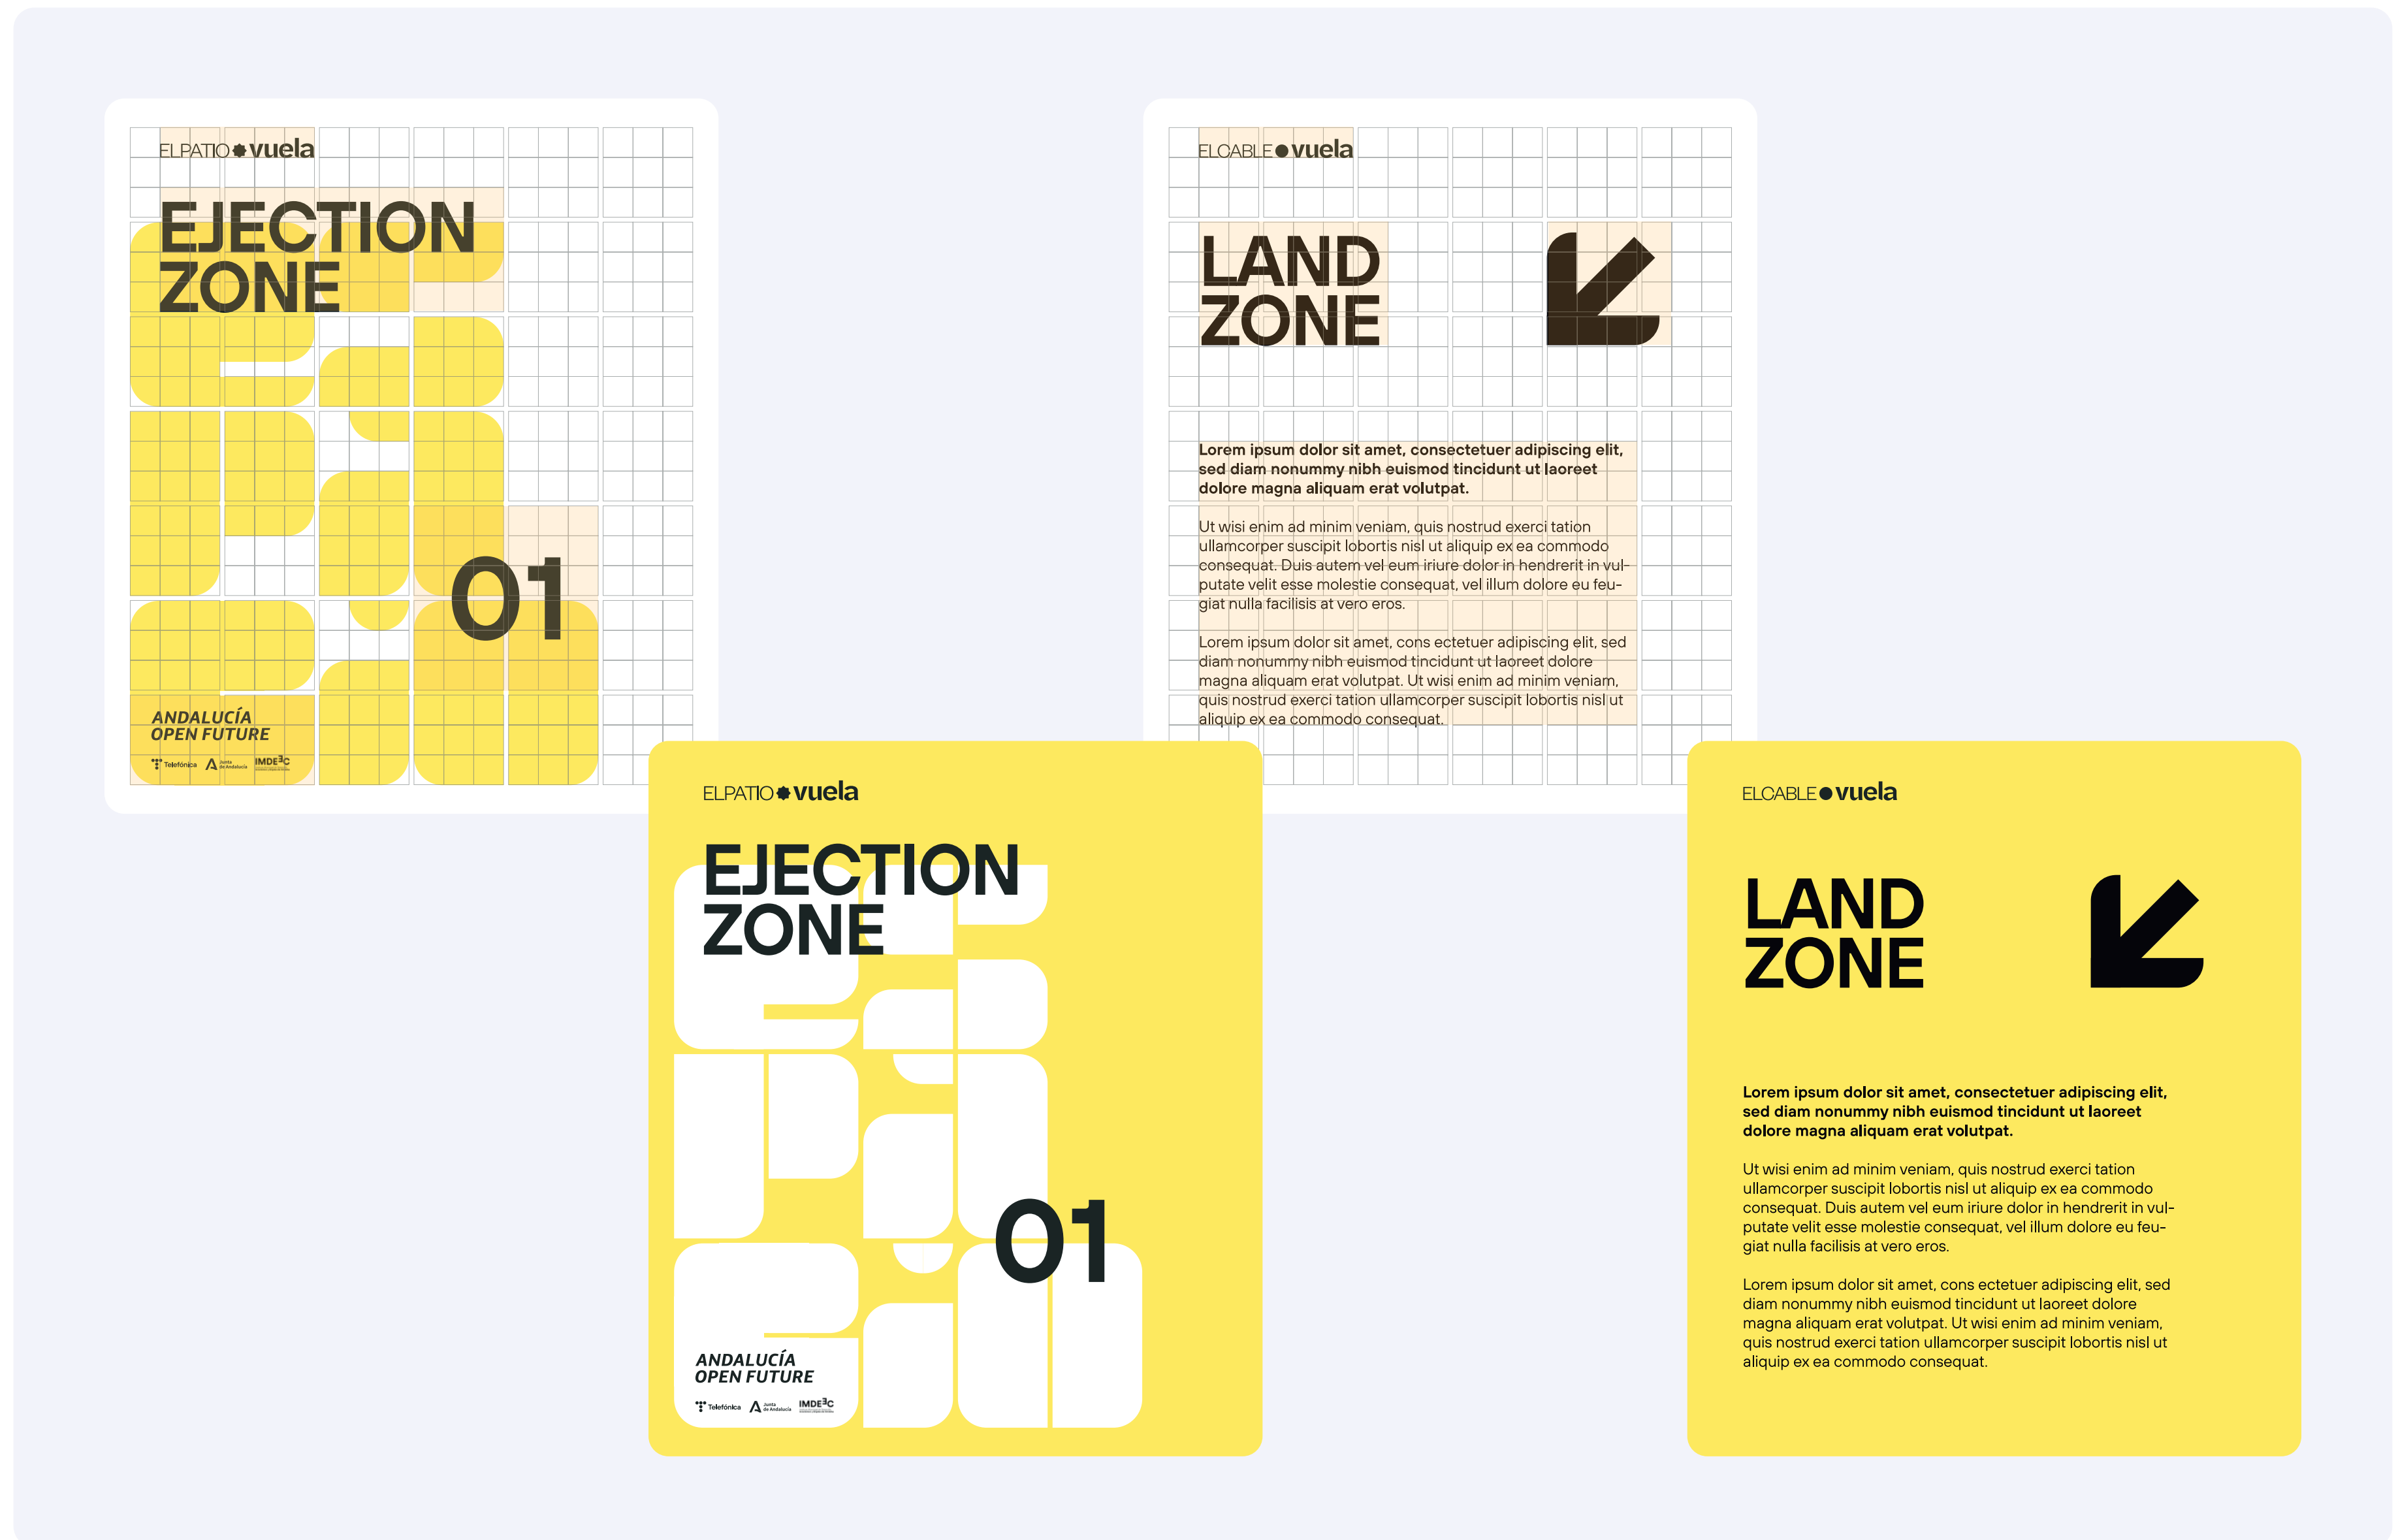 ELPATIO vuela
EJECTION
ZONE
01
ANDALUCÍA
OPEN FUTURE
Telefónica Junta de Andalucía IMDEEC
ELCABLE vuela
LAND
ZONE
Lorem ipsum dolor sit amet, consectetuer adipiscing elit,
sed diam nonummy nibh euismod tincidunt ut laoreet
dolore magna aliquam erat volutpat.
Ut wisi enim ad minim veniam, quis nostrud exerci tation
ullamcorper suscipit lobortis nisl ut aliquip ex ea commodo
consequat. Duis autem vel eum iriure dolor in hendrerit in vul-
putate velit esse molestie consequat, vel illum dolore eu feu-
giat nulla facilisis at vero eros.
Lorem ipsum dolor sit amet, cons ectetuer adipiscing elit, sed
diam nonummy nibh euismod tincidunt ut laoreet dolore
magna aliquam erat volutpat. Ut wisi enim ad minim veniam,
quis nostrud exerci tation ullamcorper suscipit lobortis nisl ut
aliquip ex ea commodo consequat.
ELPATIO vuela
EJECTION
ZONE
01
ANDALUCÍA
OPEN FUTURE
Telefónica Junta de Andalucía IMDEEC
ELCABLE vuela
LAND
ZONE
Lorem ipsum dolor sit amet, consectetuer adipiscing elit,
sed diam nonummy nibh euismod tincidunt ut laoreet
dolore magna aliquam erat volutpat.
Ut wisi enim ad minim veniam, quis nostrud exerci tation
ullamcorper suscipit lobortis nisl ut aliquip ex ea commodo
consequat. Duis autem vel eum iriure dolor in hendrerit in vul-
putate velit esse molestie consequat, vel illum dolore eu feu-
giat nulla facilisis at vero eros.
Lorem ipsum dolor sit amet, cons ectetuer adipiscing elit, sed
diam nonummy nibh euismod tincidunt ut laoreet dolore
magna aliquam erat volutpat. Ut wisi enim ad minim veniam,
quis nostrud exerci tation ullamcorper suscipit lobortis nisl ut
aliquip ex ea commodo consequat.